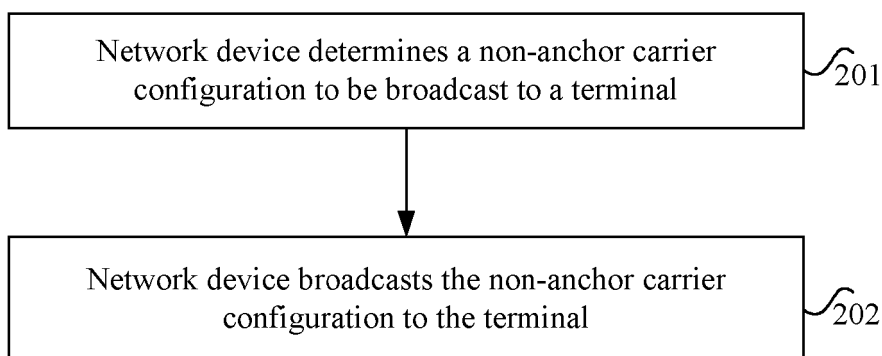 Network device determines a non-anchor carrier
configuration to be broadcast to a terminal
201
Network device broadcasts the non-anchor carrier
configuration to the terminal
202